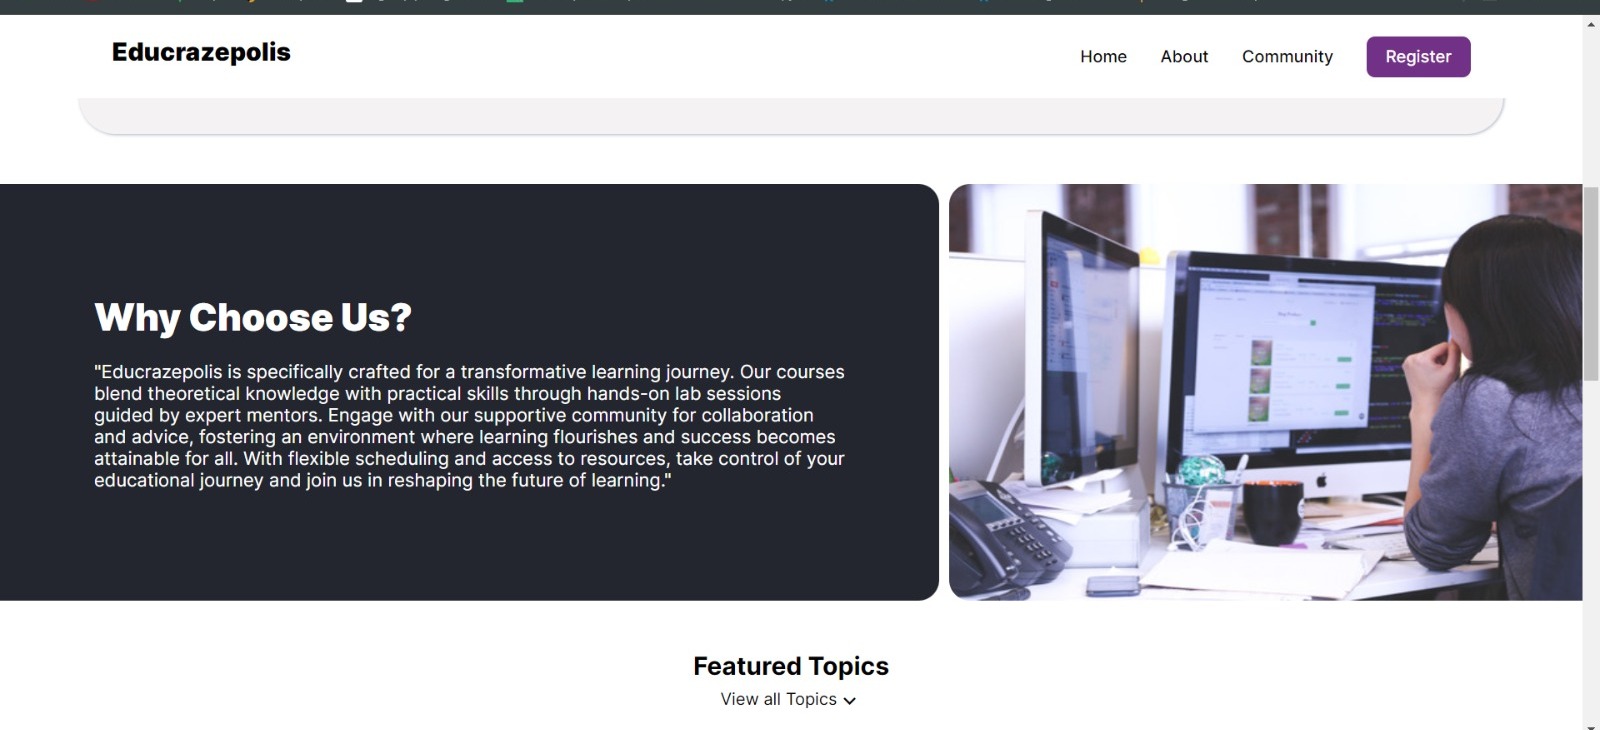 Educrazepolis
Home About Community Register
Why Choose Us?
"Educrazepolis is specifically crafted for a transformative learning journey. Our courses
blend theoretical knowledge with practical skills through hands-on lab sessions
guided by expert mentors. Engage with our supportive community for collaboration
and advice, fostering an environment where learning flourishes and success becomes
attainable for all. With flexible scheduling and access to resources, take control of your
educational journey and join us in reshaping the future of learning."
Featured Topics
View all Topics